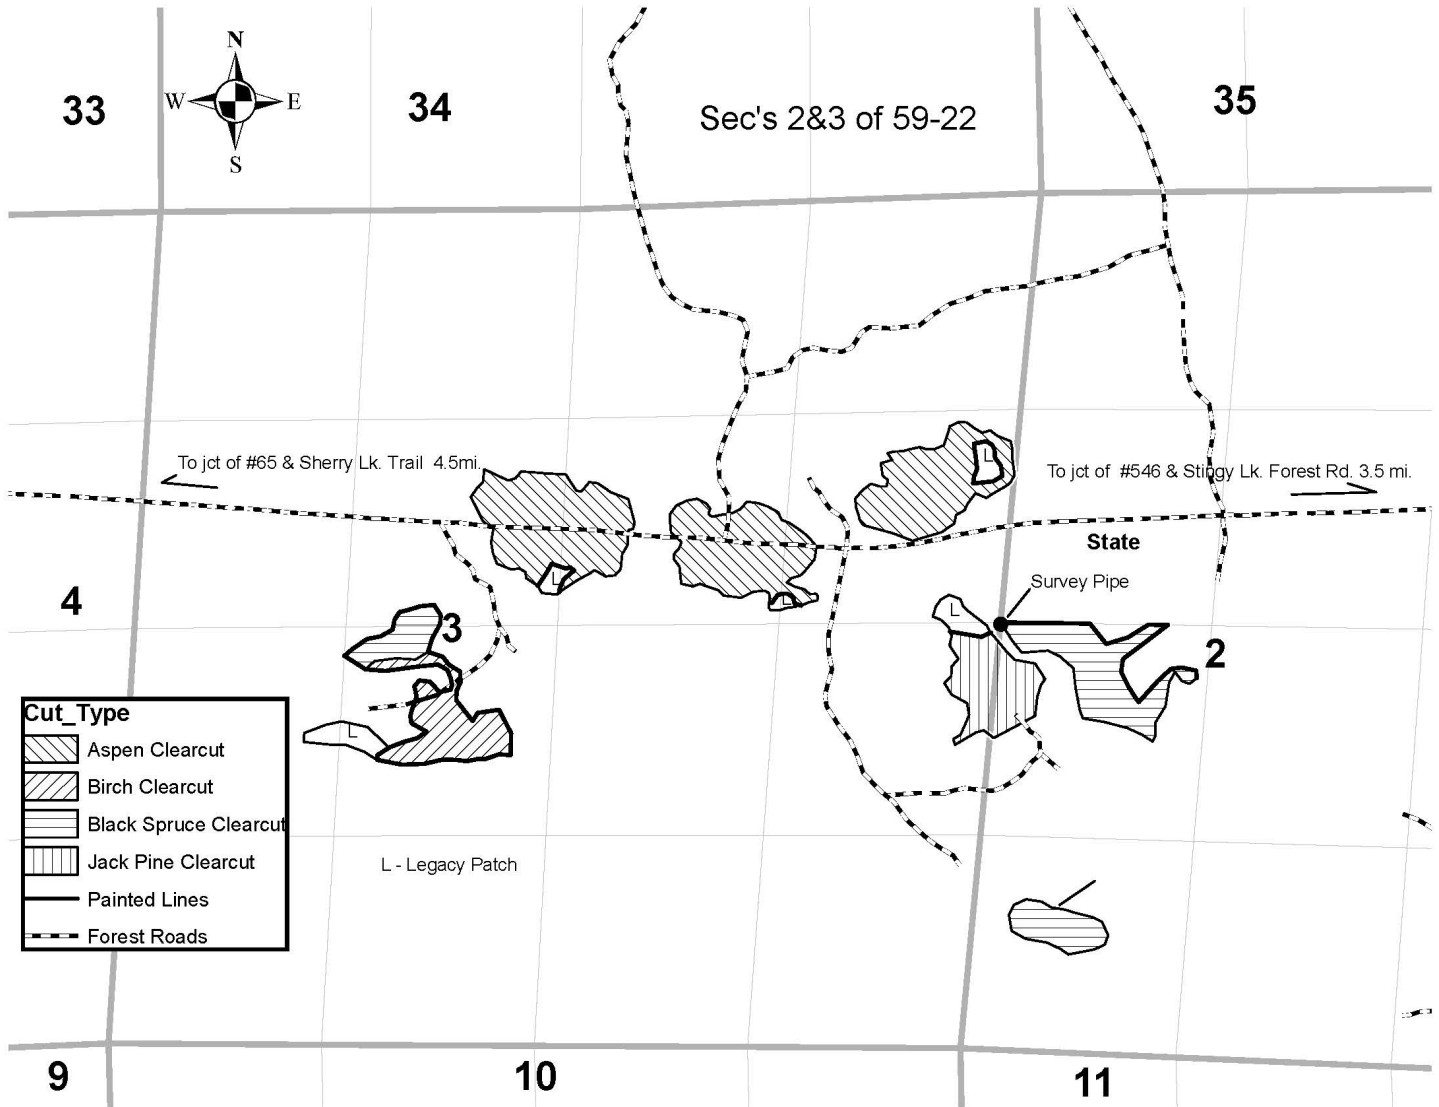 N
W E
S
33
34
Sec's 2&3 of 59-22
35
To jct of #65 & Sherry Lk. Trail 4.5mi.
L
To jct of #546 & Stingy Lk. Forest Rd. 3.5 mi.
State
L
Survey Pipe
4
L
L
3
2
L
Cut_Type
Aspen Clearcut
Birch Clearcut
Black Spruce Clearcut
Jack Pine Clearcut
Painted Lines
Forest Roads
L - Legacy Patch
9
10
11